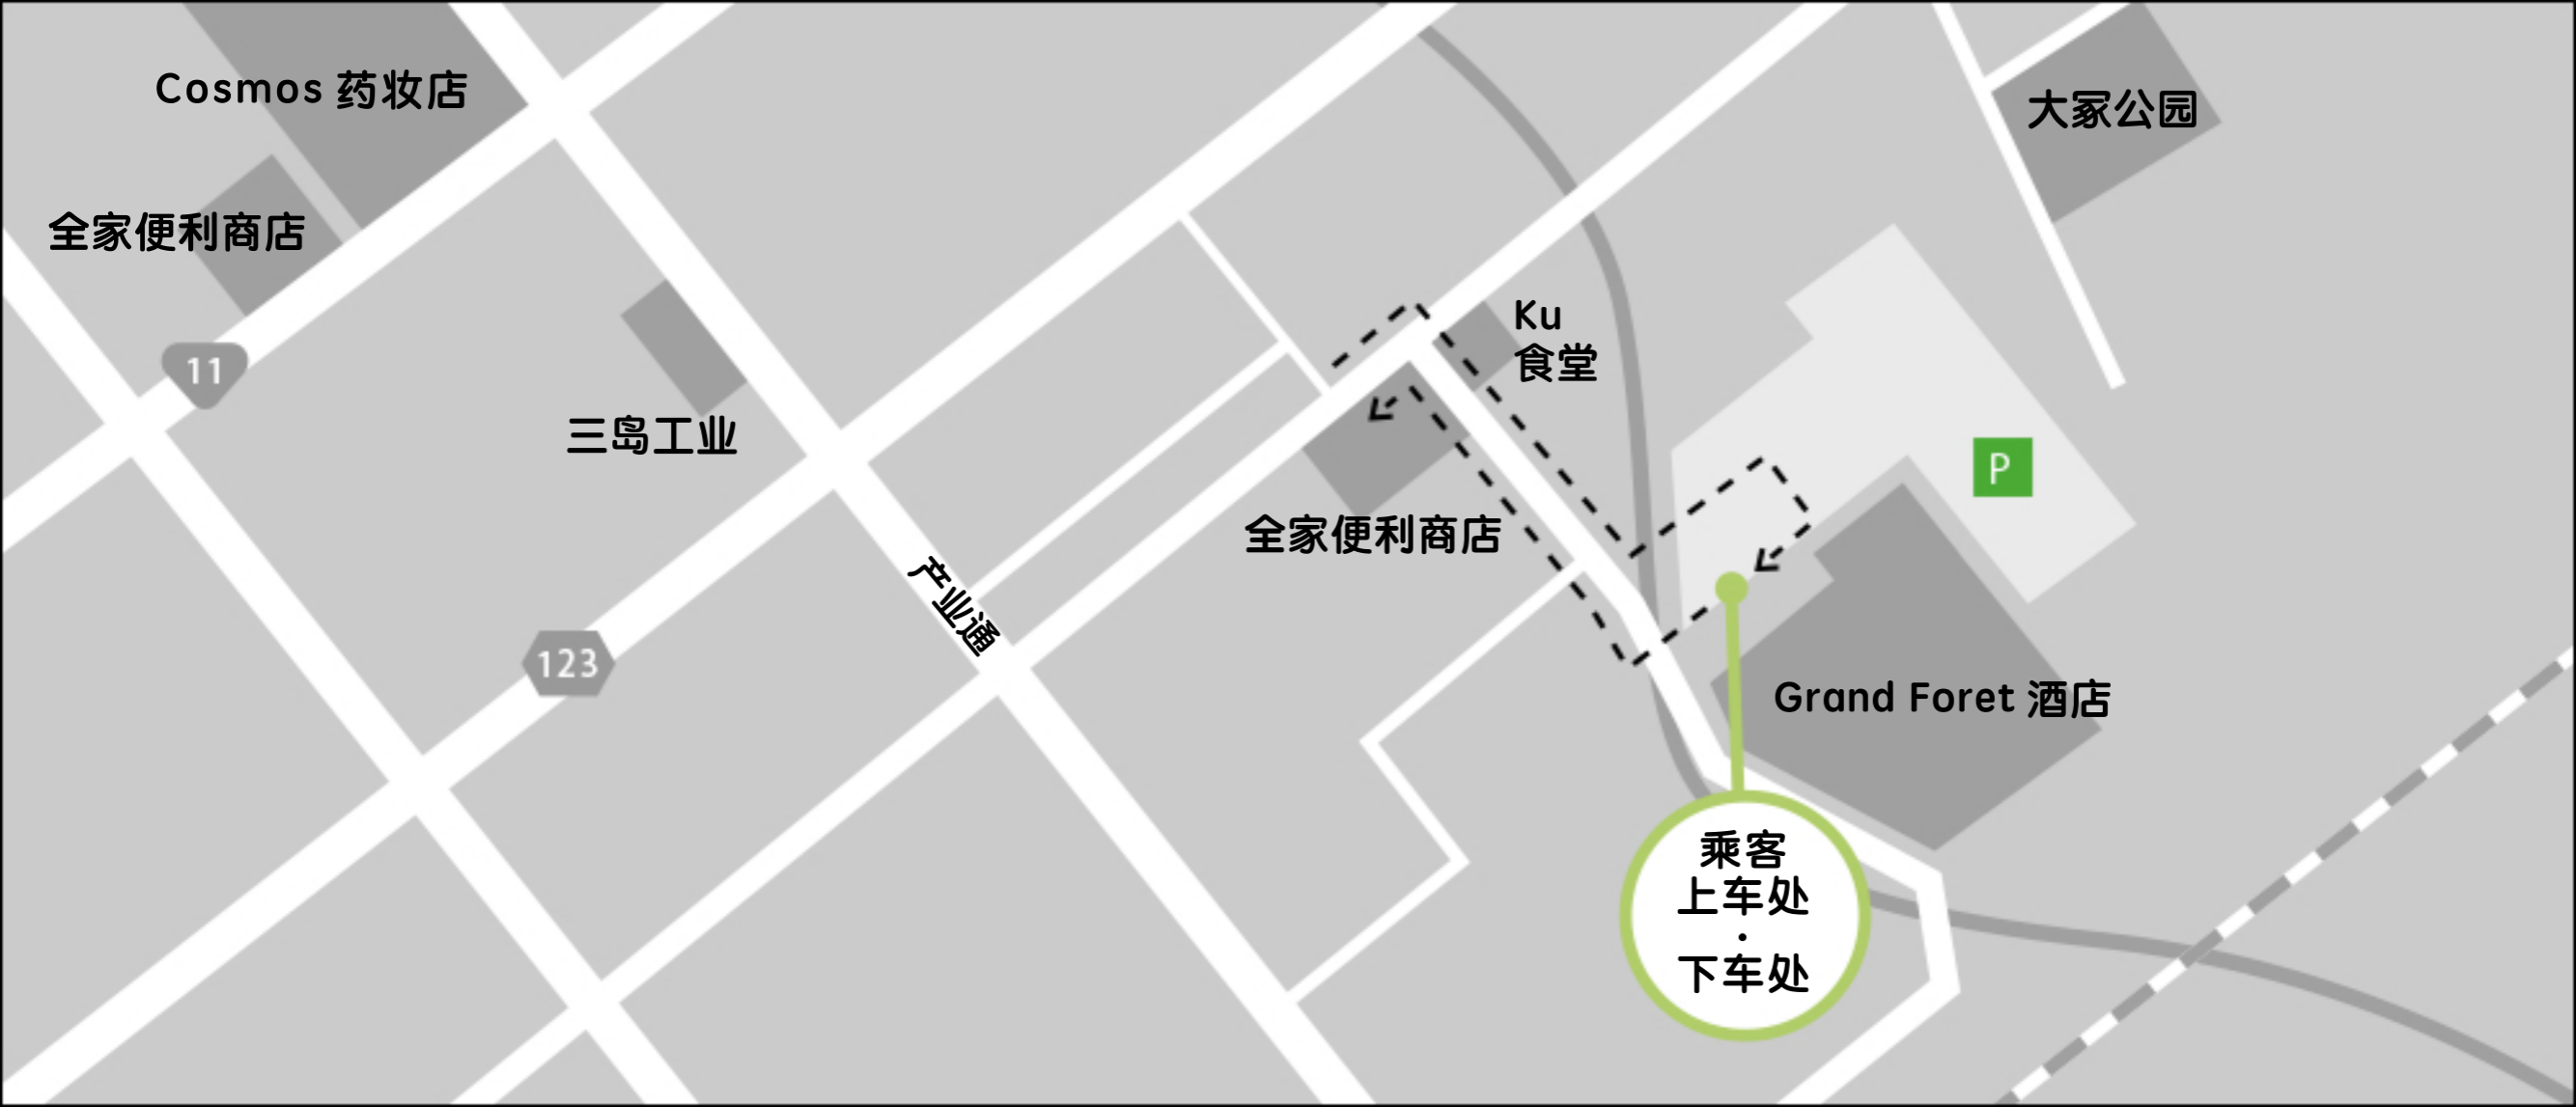 Cosmos 药妆店
大冢公园
全家便利商店
Ku
食堂
11
三岛工业
P
全家便利商店
产业通
123
Grand Foret 酒店
乘客
上车处
·
下车处